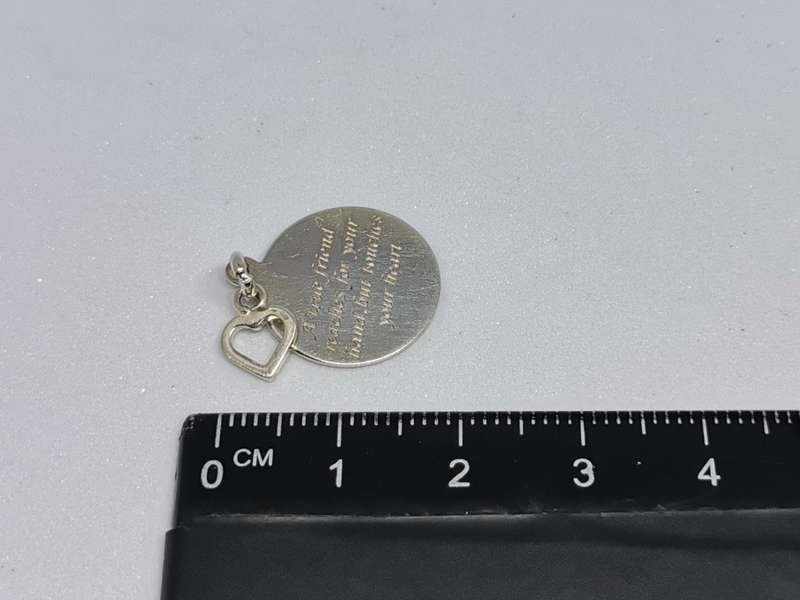 A true friend
reaches for your
hand, but touches
your heart
0 CM 1 2 3 4